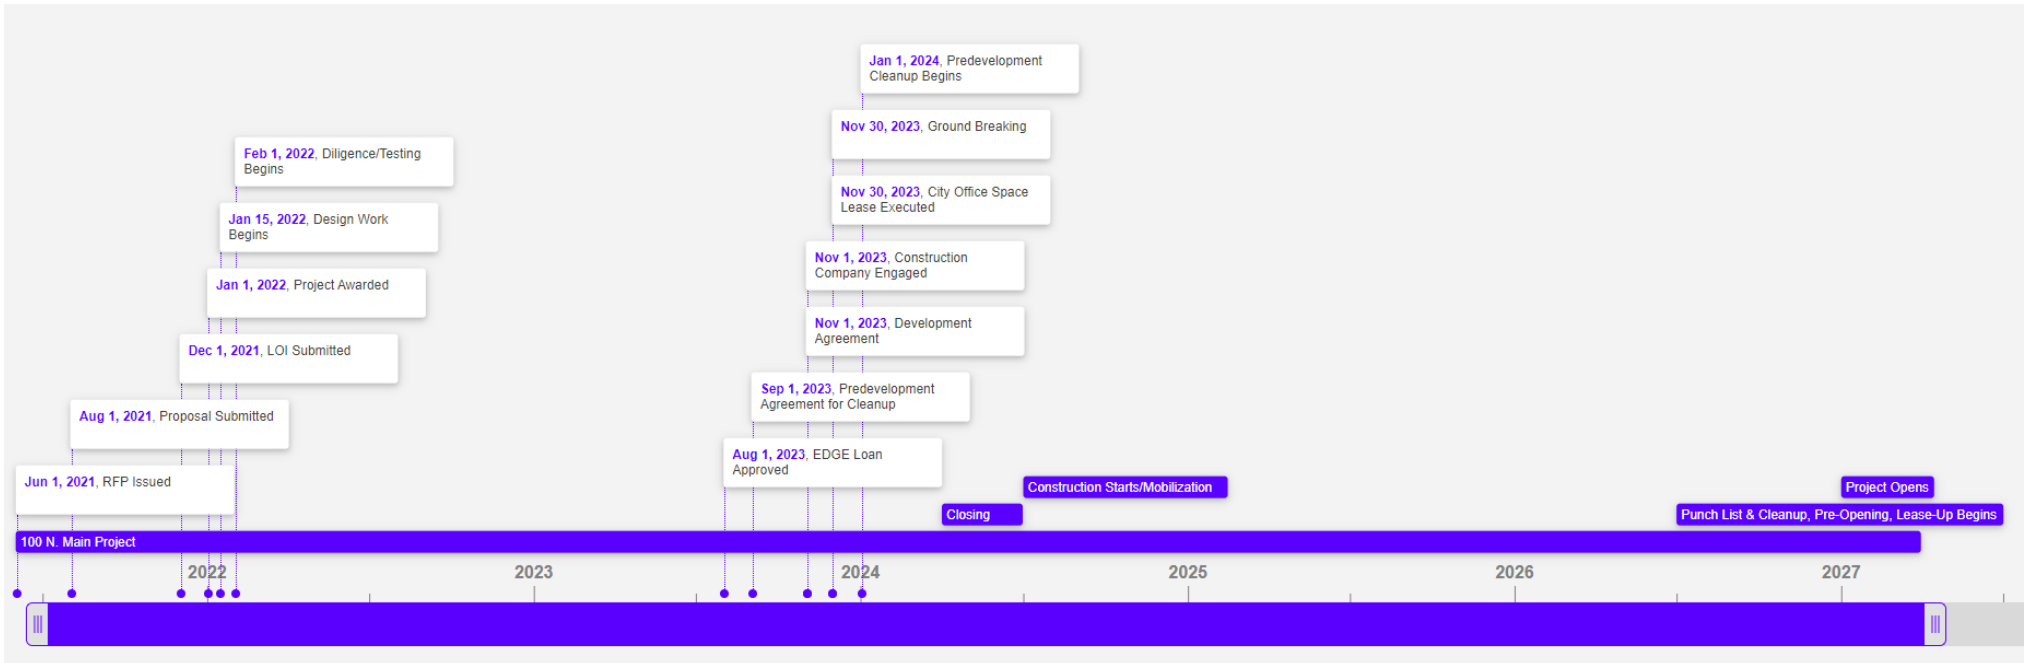 Jan 1, 2024, Predevelopment
Cleanup Begins
Nov 30, 2023, Ground Breaking
Feb 1, 2022, Diligence/Testing
Begins
Nov 30, 2023, City Office Space
Lease Executed
Jan 15, 2022, Design Work
Begins
Nov 1, 2023, Construction
Company Engaged
Jan 1, 2022, Project Awarded
Nov 1, 2023, Development
Agreement
Dec 1, 2021, LOI Submitted
Sep 1, 2023, Predevelopment
Agreement for Cleanup
Aug 1, 2021, Proposal Submitted
Aug 1, 2023, EDGE Loan
Approved
Jun 1, 2021, RFP Issued
Construction Starts/Mobilization
Project Opens
Closing
Punch List & Cleanup, Pre-Opening, Lease-Up Begins
100 N. Main Project
2022
2023
2024
2025
2026
2027